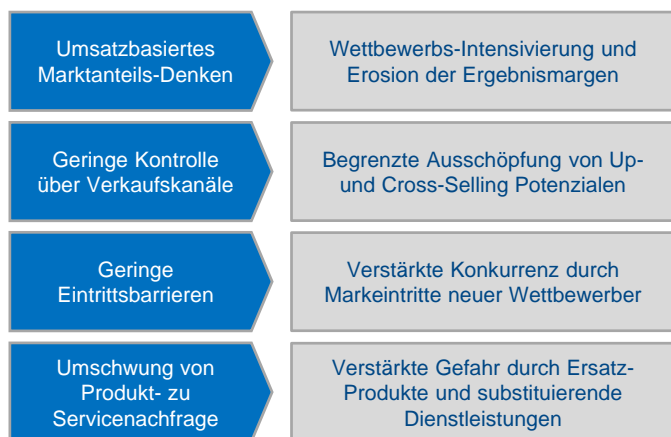 Umsatzbasiertes
Marktanteils-Denken
Wettbewerbs-Intensivierung und
Erosion der Ergebnismargen
Geringe Kontrolle
über Verkaufskanäle
Begrenzte Ausschöpfung von Up-
und Cross-Selling Potenzialen
Geringe
Eintrittsbarrieren
Verstärkte Konkurrenz durch
Markeintritte neuer Wettbewerber
Umschwung von
Produkt- zu
Servicenachfrage
Verstärkte Gefahr durch Ersatz-
Produkte und substituierende
Dienstleistungen